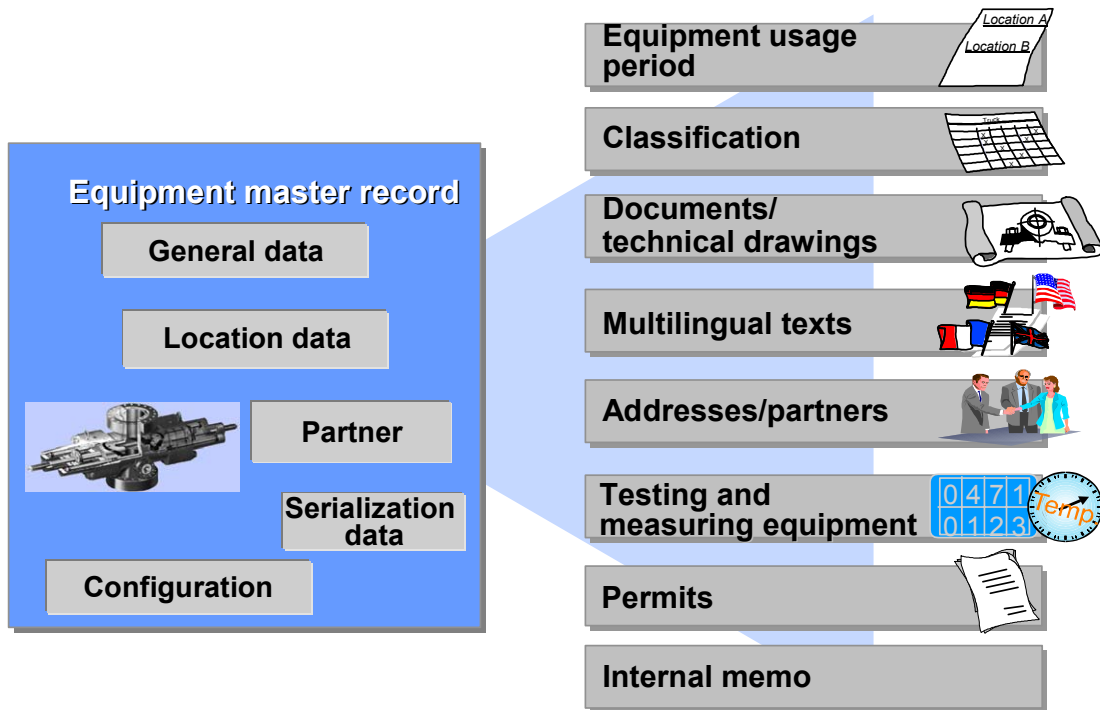 Equipment master record
General data
Location data
Partner
Serialization
data
Configuration
Equipment usage
period
Location A
Location B
Classification
Truck
X
X
X
X
X
X
X
X
Documents/
technical drawings
Multilingual texts
Addresses/partners
Testing and
measuring equipment
0471
0123
Temp
Permits
Internal memo